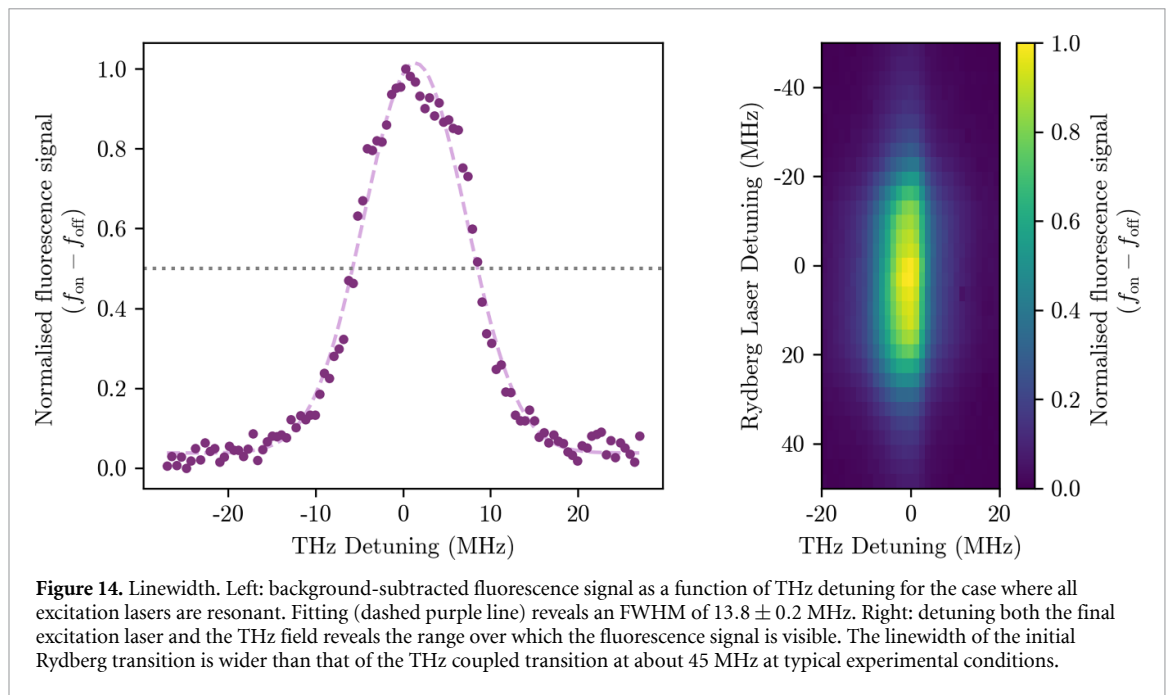 Normalised fluorescence signal
(f_on − f_off)
1.0
0.8
0.6
0.4
0.2
0.0
-20
-10
0
10
20
THz Detuning (MHz)
Rydberg Laser Detuning (MHz)
-40
-20
0
20
40
-20
0
20
THz Detuning (MHz)
1.0
0.8
0.6
0.4
0.2
0.0
Normalised fluorescence signal
(f_on − f_off)
Figure 14. Linewidth. Left: background-subtracted fluorescence signal as a function of THz detuning for the case where all
excitation lasers are resonant. Fitting (dashed purple line) reveals an FWHM of 13.8 ± 0.2 MHz. Right: detuning both the final
excitation laser and the THz field reveals the range over which the fluorescence signal is visible. The linewidth of the initial
Rydberg transition is wider than that of the THz coupled transition at about 45 MHz at typical experimental conditions.